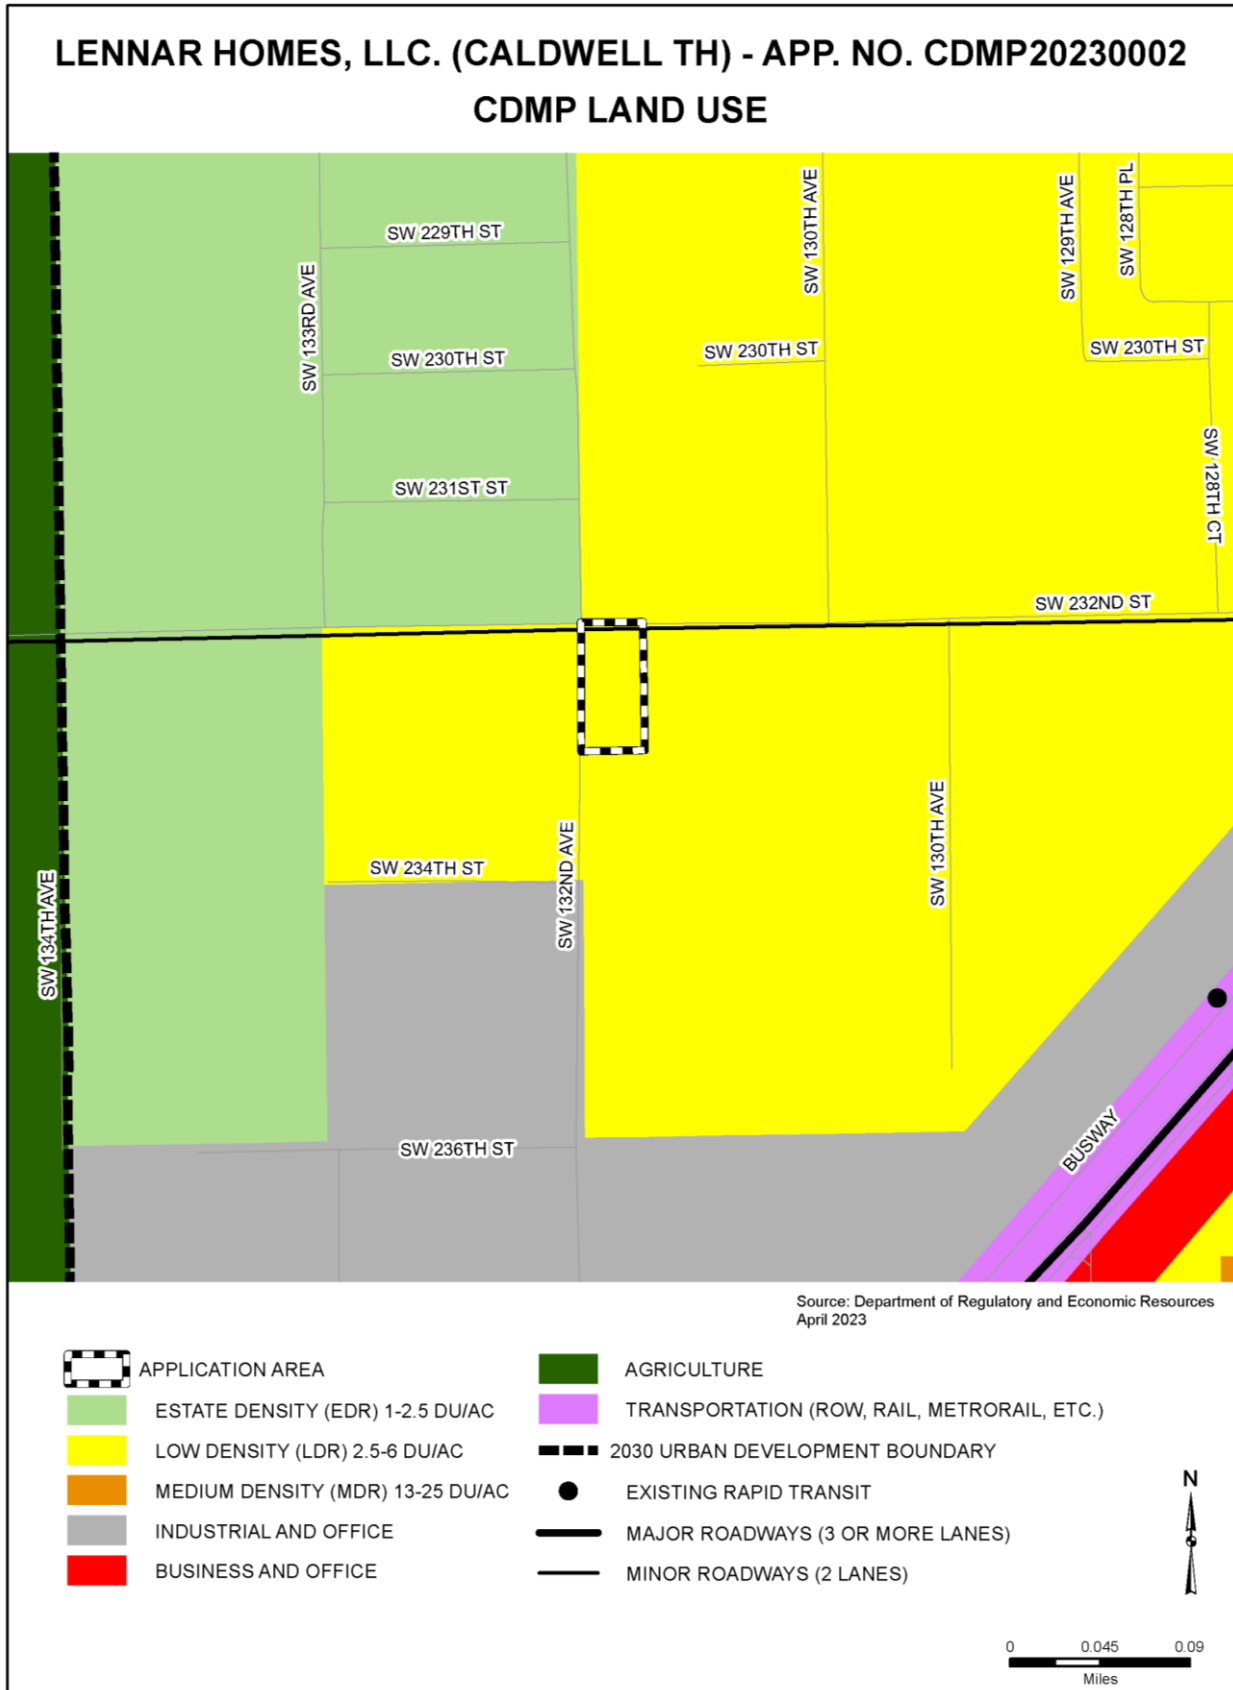 LENNAR HOMES, LLC. (CALDWELL TH) - APP. NO. CDMP20230002
CDMP LAND USE
SW 229TH ST
SW 130TH AVE
SW 129TH AVE
SW 128TH PL
SW 133RD AVE
SW 230TH ST
SW 230TH ST
SW 230TH ST
SW 231ST ST
SW 128TH CT
SW 232ND ST
SW 234TH ST
SW 132ND AVE
SW 130TH AVE
SW 134TH AVE
SW 236TH ST
BUSWAY
Source: Department of Regulatory and Economic Resources
April 2023
APPLICATION AREA
ESTATE DENSITY (EDR) 1-2.5 DU/AC
LOW DENSITY (LDR) 2.5-6 DU/AC
MEDIUM DENSITY (MDR) 13-25 DU/AC
INDUSTRIAL AND OFFICE
BUSINESS AND OFFICE
AGRICULTURE
TRANSPORTATION (ROW, RAIL, METRORAIL, ETC.)
2030 URBAN DEVELOPMENT BOUNDARY
EXISTING RAPID TRANSIT
MAJOR ROADWAYS (3 OR MORE LANES)
MINOR ROADWAYS (2 LANES)
N
0 0.045 0.09
Miles